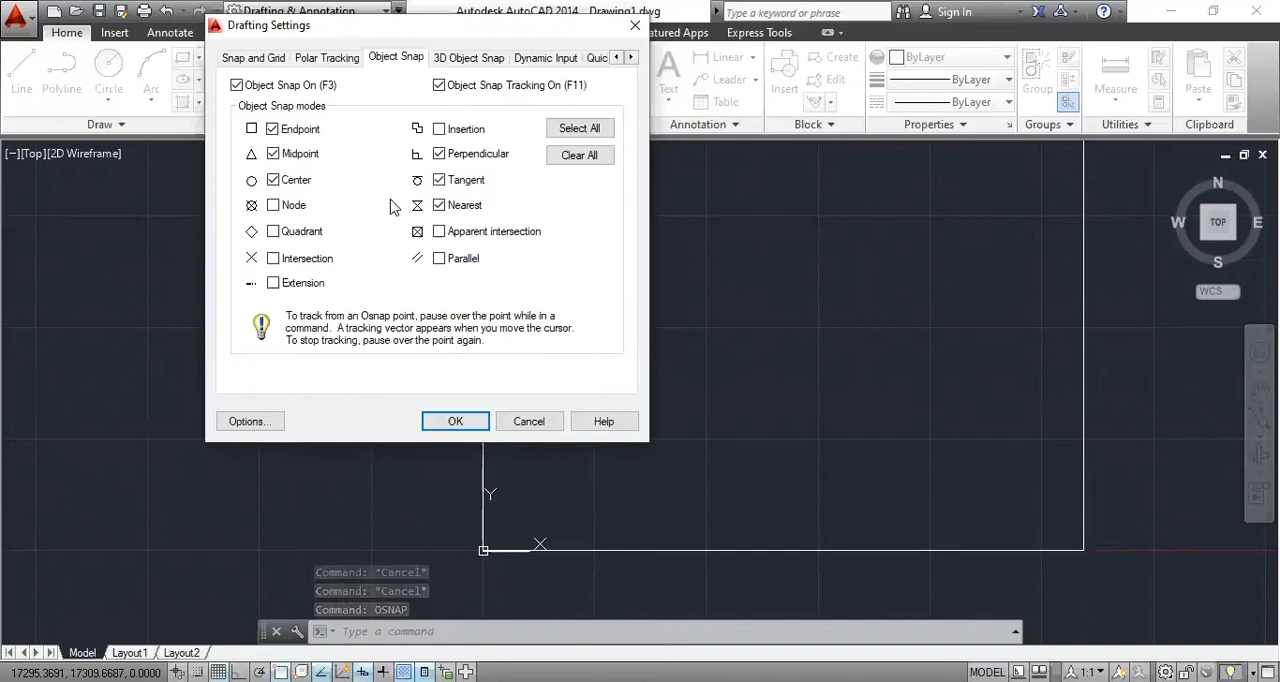 Drafting & Annotation
Autodesk AutoCAD 2014   Drawing1.dwg
Type a keyword or phrase
Sign In
Home
Insert
Annotate
Featured Apps
Express Tools
Line
Polyline
Circle
Arc
Draw
Text
Linear
Leader
Table
Annotation
Insert
Create
Edit
Block
ByLayer
ByLayer
ByLayer
Properties
Group
Groups
Measure
Utilities
Paste
Clipboard
Drafting Settings
Snap and Grid
Polar Tracking
Object Snap
3D Object Snap
Dynamic Input
Quic
Object Snap On (F3)
Object Snap Tracking On (F11)
Object Snap modes
Endpoint
Insertion
Select All
Midpoint
Perpendicular
Clear All
Center
Tangent
Node
Nearest
Quadrant
Apparent intersection
Intersection
Parallel
Extension
To track from an Osnap point, pause over the point while in a
command. A tracking vector appears when you move the cursor.
To stop tracking, pause over the point again.
Options...
OK
Cancel
Help
[−][Top][2D Wireframe]
N
W
TOP
E
S
WCS
Y
X
Command: *Cancel*
Command: *Cancel*
Command: OSNAP
Type a command
Model
Layout1
Layout2
17295.3691, 17309.6687, 0.0000
MODEL
1:1